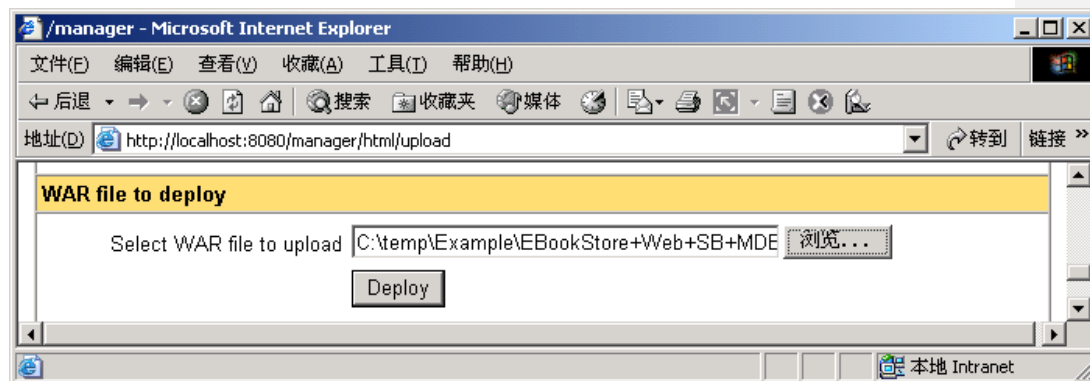 /manager - Microsoft Internet Explorer
文件(F) 编辑(E) 查看(V) 收藏(A) 工具(T) 帮助(H)
后退 搜索 收藏夹 媒体
地址(D) http://localhost:8080/manager/html/upload 转到 链接 »
WAR file to deploy
Select WAR file to upload C:\temp\Example\EBookStore+Web+SB+MDE 浏览...
Deploy
本地 Intranet